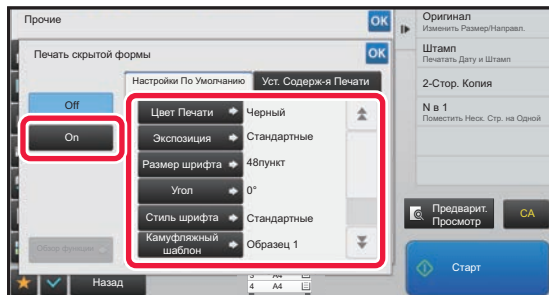 Прочие
OK
Печать скрытой формы
OK
Настройки По Умолчанию
Уст. Содерж-я Печати
Off
On
Цвет Печати
Черный
Экспозиция
Стандартные
Размер шрифта
48пункт
Угол
0°
Стиль шрифта
Стандартные
Камуфляжный
шаблон
Образец 1
Обзор функции
Назад
3 A4
4 A4
Оригинал
Изменить Размер/Направл.
Штамп
Печатать Дату и Штамп
2-Стор. Копия
N в 1
Поместить Неск. Стр. на Одной
Предварит.
Просмотр
CA
Старт